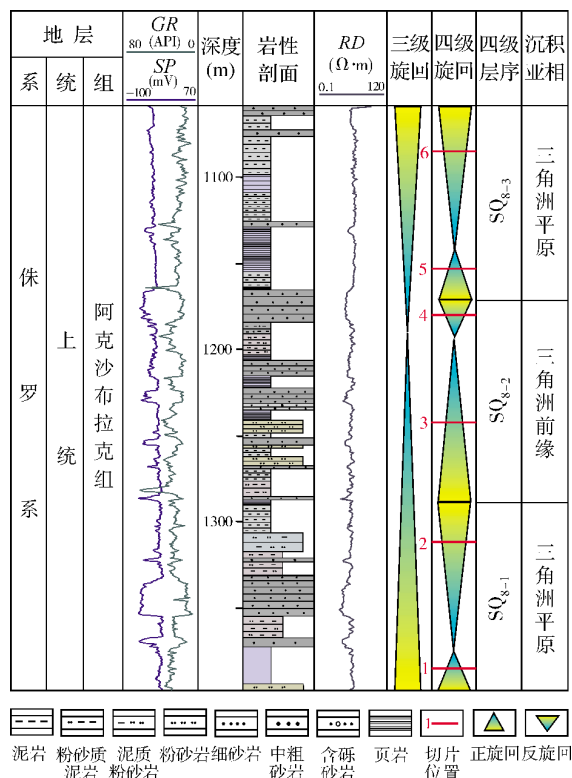 地 层
系
统
组
GR
80 (API) 0
SP
(mV)
-100 70
深度
(m)
岩性
剖面
RD
(Ω·m)
0.1 120
三级
旋回
四级
旋回
四级
层序
沉积
亚相
侏罗系
上统
阿克沙布拉克组
1100
1200
1300
6
5
4
3
2
1
SQ8-3
SQ8-2
SQ8-1
三角洲平原
三角洲前缘
三角洲平原
泥岩
粉砂质
泥岩
泥质
粉砂岩
粉砂岩
细砂岩
中粗
砂岩
含砾
砂岩
页岩
1
切片
位置
正旋回
反旋回